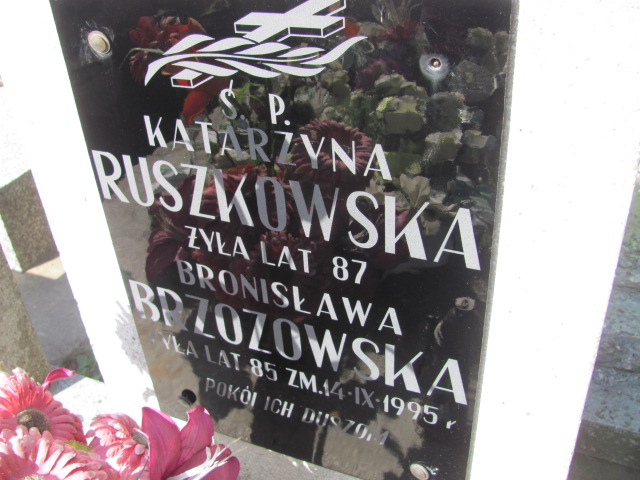 Ś. P.
KATARZYNA
RUSZKOWSKA
ŻYŁA LAT 87
BRONISŁAWA
BRZOZOWSKA
ŻYŁA LAT 85 ZM. 14·IX·1995 r
POKÓJ ICH DUSZOM